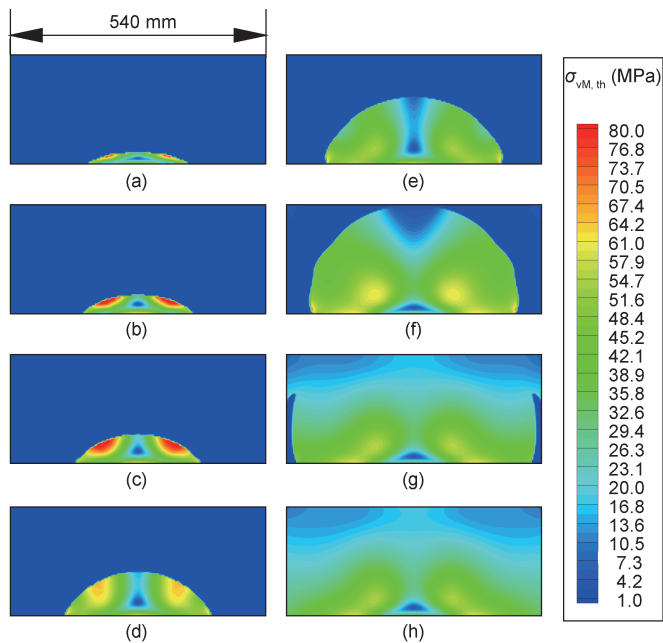 540 mm
(a)
(b)
(c)
(d)
(e)
(f)
(g)
(h)
σvM, th (MPa)
80.0
76.8
73.7
70.5
67.4
64.2
61.0
57.9
54.7
51.6
48.4
45.2
42.1
38.9
35.8
32.6
29.4
26.3
23.1
20.0
16.8
13.6
10.5
7.3
4.2
1.0